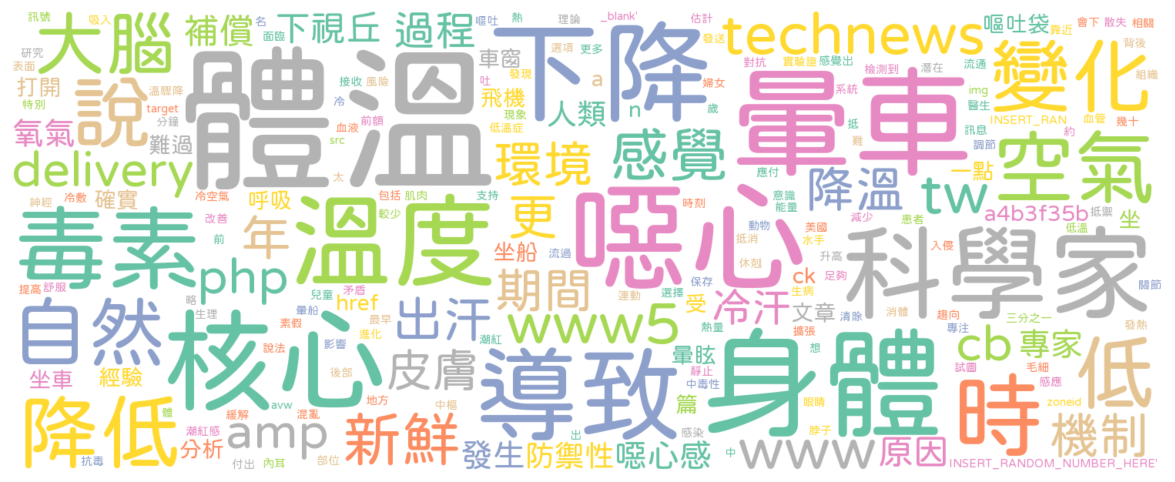 大腦
補償
下視丘
過程
下降
technews
嘔吐袋
變化
體溫
說
暈車
打開
氧氣
難過
delivery
確實
呼吸
毒素
年
溫度
更
環境
感覺
人類
飛機
車窗
a
n
噁心
降溫
tw
空氣
一點
a4b3f35b
坐
科學家
php
坐船
期間
href
自然
核心
出汗
皮膚
www5
冷汗
受
ck
文章
暈眩
導致
身體
cb
專家
時
低
機制
坐車
經驗
降低
分析
amp
新鮮
發生
防禦性
噁心感
篇
www
原因
INSERT_RANDOM_NUMBER_HERE'
INSERT_RAN
訊號
吸入
名
面臨
嘔吐
熱
理論
_blank'
估計
會下
散失
相關
研究
表面
接收
風險
選項
更多
發送
靠近
背後
特別
溫驟降
target
分鐘
冷
血液
前額
src
吐
發現
現象
低溫症
對抗
實驗室
感覺出
檢測到
潛在
流通
組織
婦女
歲
系統
抵
難
應付
img
醫生
訊息
調節
血管
約
幾十
冷敷
神經
冷空氣
太
包括
肌肉
支持
較少
改善
前
時刻
動物
意識
能量
美國
水手
減少
患者
抵禦
低溫
抵消
休剋
流過
升高
入侵
足夠
提高
舒服
兒童
矛盾
暈船
最早
進化
運動
保存
選擇
生病
清除
消體
趨向
專注
關節
三分之一
發熱
略
生理
素假
說法
影響
潮紅
熱量
靜止
擴張
想
試圖
毛細
感應
zoneid
體
潮紅感
緩解
avw
混亂
地方
後部
中樞
中毒性
眼睛
脖子
抗毒
付出
內耳
部位
出
感染
中